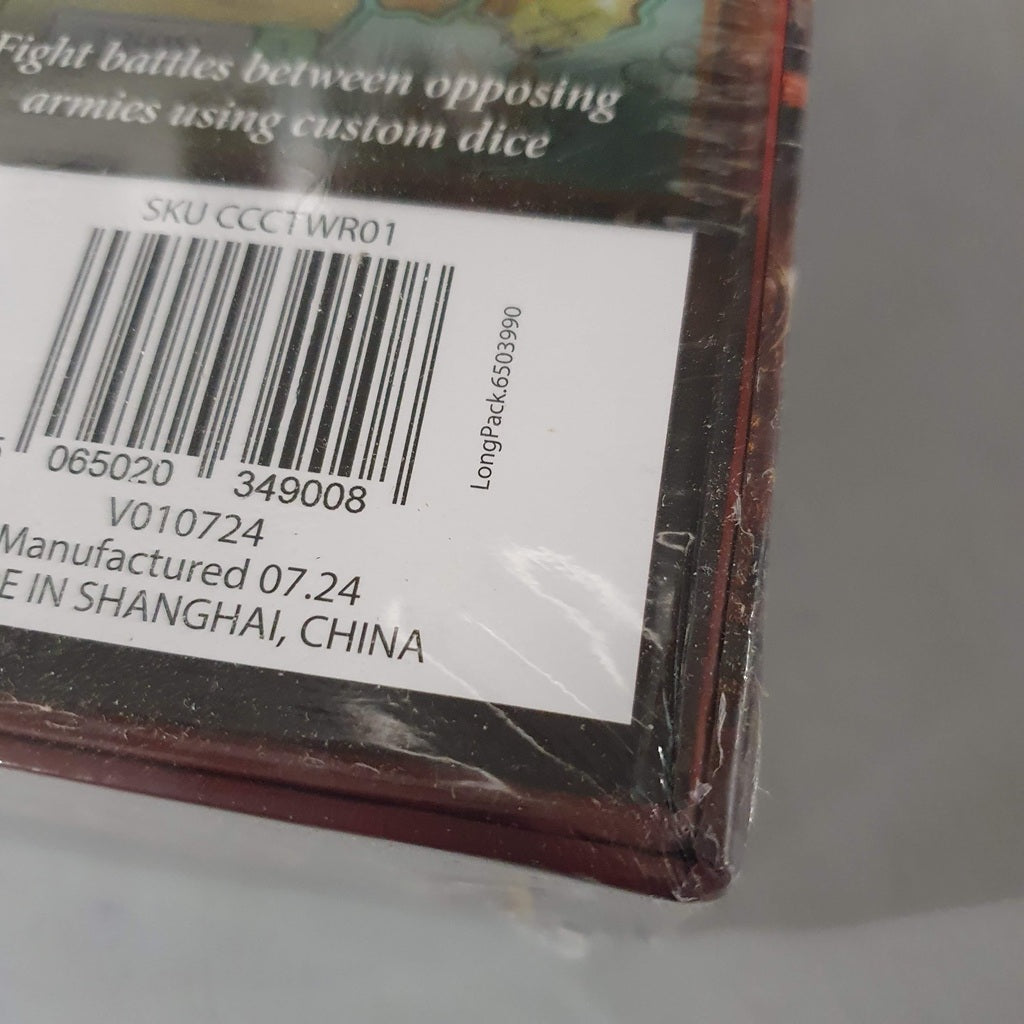 Fight battles between opposing
armies using custom dice
SKU CCCTWR01
LongPack.6503990
065020 349008
V010724
Manufactured 07.24
E IN SHANGHAI, CHINA